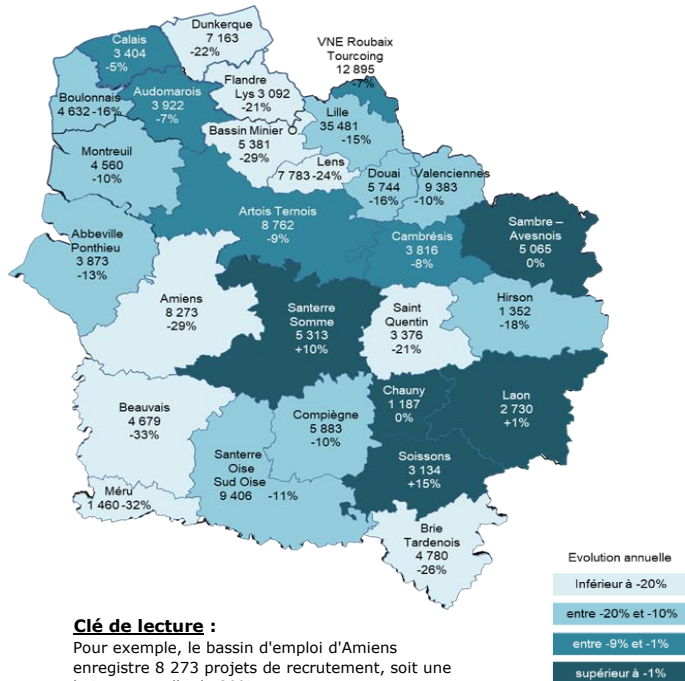 Dunkerque
7 163
-22%
Calais
3 404
-5%
VNE Roubaix
Tourcoing
12 895
-7%
Flandre
Lys 3 092
-21%
Audomarois
3 922
-7%
Boulonnais
4 632 -16%
Lille
35 481
-15%
Bassin Minier
5 381
-29%
Montreuil
4 560
-10%
Lens
7 783 -24%
Douai
5 744
-16%
Valenciennes
9 383
-10%
Artois Ternois
8 762
-9%
Cambrésis
3 816
-8%
Sambre –
Avesnois
5 065
0%
Abbeville
Ponthieu
3 873
-13%
Amiens
8 273
-29%
Santerre
Somme
5 313
+10%
Saint
Quentin
3 376
-21%
Hirson
1 352
-18%
Beauvais
4 679
-33%
Compiègne
5 883
-10%
Chauny
1 187
0%
Laon
2 730
+1%
Santerre
Oise
Sud Oise
9 406 -11%
Soissons
3 134
+15%
Méru
1 460 -32%
Brie
Tardenois
4 780
-26%
Evolution annuelle
Inférieur à -20%
entre -20% et -10%
entre -9% et -1%
supérieur à -1%
Clé de lecture :
Pour exemple, le bassin d'emploi d'Amiens
enregistre 8 273 projets de recrutement, soit une